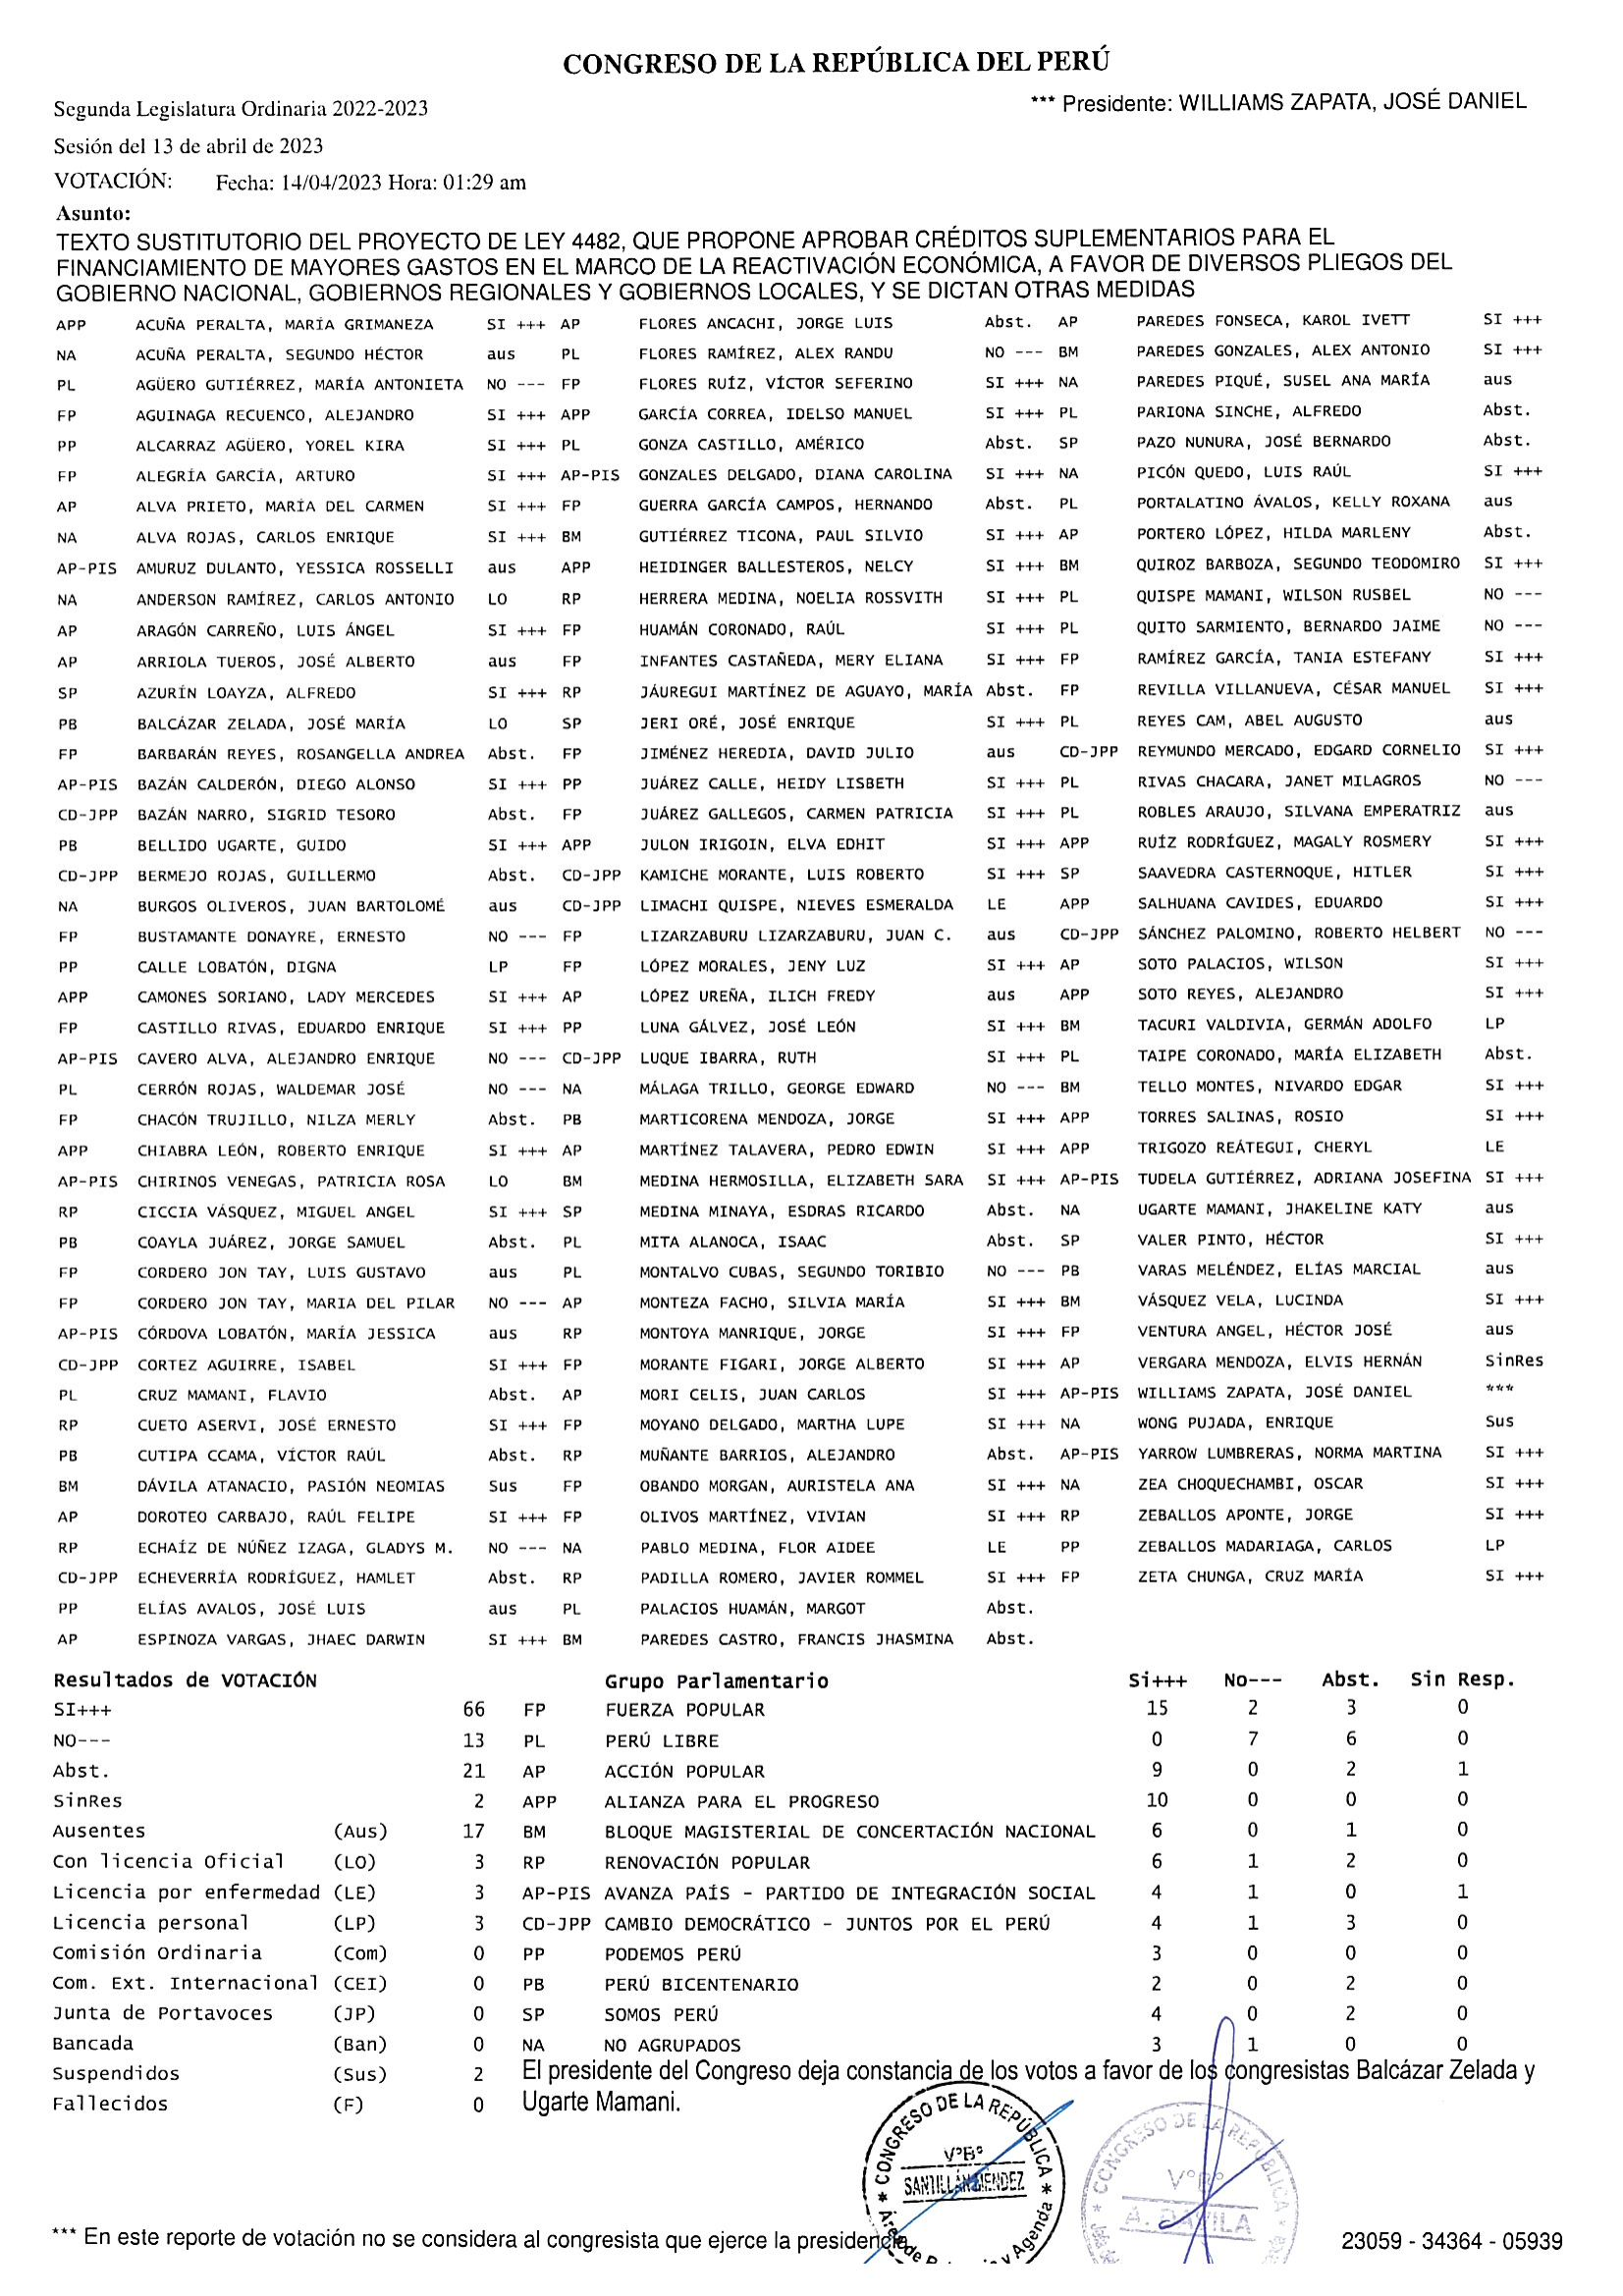 CONGRESO DE LA REPÚBLICA DEL PERÚ
Segunda Legislatura Ordinaria 2022-2023 *** Presidente: WILLIAMS ZAPATA, JOSÉ DANIEL
Sesión del 13 de abril de 2023
VOTACIÓN: Fecha: 14/04/2023 Hora: 01:29 am
Asunto:
TEXTO SUSTITUTORIO DEL PROYECTO DE LEY 4482, QUE PROPONE APROBAR CRÉDITOS SUPLEMENTARIOS PARA EL
FINANCIAMIENTO DE MAYORES GASTOS EN EL MARCO DE LA REACTIVACIÓN ECONÓMICA, A FAVOR DE DIVERSOS PLIEGOS DEL
GOBIERNO NACIONAL, GOBIERNOS REGIONALES Y GOBIERNOS LOCALES, Y SE DICTAN OTRAS MEDIDAS
APP ACUÑA PERALTA, MARÍA GRIMANEZA SI +++ AP FLORES ANCACHI, JORGE LUIS Abst. AP PAREDES FONSECA, KAROL IVETT SI +++
NA ACUÑA PERALTA, SEGUNDO HÉCTOR aus PL FLORES RAMÍREZ, ALEX RANDU NO --- BM PAREDES GONZALES, ALEX ANTONIO SI +++
PL AGÜERO GUTIÉRREZ, MARÍA ANTONIETA NO --- FP FLORES RUÍZ, VÍCTOR SEFERINO SI +++ NA PAREDES PIQUÉ, SUSEL ANA MARÍA aus
FP AGUINAGA RECUENCO, ALEJANDRO SI +++ APP GARCÍA CORREA, IDELSO MANUEL SI +++ PL PARIONA SINCHE, ALFREDO Abst.
PP ALCARRAZ AGÜERO, YOREL KIRA SI +++ PL GONZA CASTILLO, AMÉRICO Abst. SP PAZO NUNURA, JOSÉ BERNARDO Abst.
FP ALEGRÍA GARCÍA, ARTURO SI +++ AP-PIS GONZALES DELGADO, DIANA CAROLINA SI +++ NA PICÓN QUEDO, LUIS RAÚL SI +++
AP ALVA PRIETO, MARÍA DEL CARMEN SI +++ FP GUERRA GARCÍA CAMPOS, HERNANDO Abst. PL PORTALATINO ÁVALOS, KELLY ROXANA aus
NA ALVA ROJAS, CARLOS ENRIQUE SI +++ BM GUTIÉRREZ TICONA, PAUL SILVIO SI +++ AP PORTERO LÓPEZ, HILDA MARLENY Abst.
AP-PIS AMURUZ DULANTO, YESSICA ROSSELLI aus APP HEIDINGER BALLESTEROS, NELCY SI +++ BM QUIROZ BARBOZA, SEGUNDO TEODOMIRO SI +++
NA ANDERSON RAMÍREZ, CARLOS ANTONIO LO RP HERRERA MEDINA, NOELIA ROSSVITH SI +++ PL QUISPE MAMANI, WILSON RUSBEL NO ---
AP ARAGÓN CARREÑO, LUIS ÁNGEL SI +++ FP HUAMÁN CORONADO, RAÚL SI +++ PL QUITO SARMIENTO, BERNARDO JAIME NO ---
AP ARRIOLA TUEROS, JOSÉ ALBERTO aus FP INFANTES CASTAÑEDA, MERY ELIANA SI +++ FP RAMÍREZ GARCÍA, TANIA ESTEFANY SI +++
SP AZURÍN LOAYZA, ALFREDO SI +++ RP JÁUREGUI MARTÍNEZ DE AGUAYO, MARÍA Abst. FP REVILLA VILLANUEVA, CÉSAR MANUEL SI +++
PB BALCÁZAR ZELADA, JOSÉ MARÍA LO SP JERI ORÉ, JOSÉ ENRIQUE SI +++ PL REYES CAM, ABEL AUGUSTO aus
FP BARBARÁN REYES, ROSANGELLA ANDREA Abst. FP JIMÉNEZ HEREDIA, DAVID JULIO aus CD-JPP REYMUNDO MERCADO, EDGARD CORNELIO SI +++
AP-PIS BAZÁN CALDERÓN, DIEGO ALONSO SI +++ PP JUÁREZ CALLE, HEIDY LISBETH SI +++ PL RIVAS CHACARA, JANET MILAGROS NO ---
CD-JPP BAZÁN NARRO, SIGRID TESORO Abst. FP JUÁREZ GALLEGOS, CARMEN PATRICIA SI +++ PL ROBLES ARAUJO, SILVANA EMPERATRIZ aus
PB BELLIDO UGARTE, GUIDO SI +++ APP JULON IRIGOIN, ELVA EDHIT SI +++ APP RUÍZ RODRÍGUEZ, MAGALY ROSMERY SI +++
CD-JPP BERMEJO ROJAS, GUILLERMO Abst. CD-JPP KAMICHE MORANTE, LUIS ROBERTO SI +++ SP SAAVEDRA CASTERNOQUE, HITLER SI +++
NA BURGOS OLIVEROS, JUAN BARTOLOMÉ aus CD-JPP LIMACHI QUISPE, NIEVES ESMERALDA LE APP SALHUANA CAVIDES, EDUARDO SI +++
FP BUSTAMANTE DONAYRE, ERNESTO NO --- FP LIZARZABURU LIZARZABURU, JUAN C. aus CD-JPP SÁNCHEZ PALOMINO, ROBERTO HELBERT NO ---
PP CALLE LOBATÓN, DIGNA LP FP LÓPEZ MORALES, JENY LUZ SI +++ AP SOTO PALACIOS, WILSON SI +++
APP CAMONES SORIANO, LADY MERCEDES SI +++ AP LÓPEZ UREÑA, ILICH FREDY aus APP SOTO REYES, ALEJANDRO SI +++
FP CASTILLO RIVAS, EDUARDO ENRIQUE SI +++ PP LUNA GÁLVEZ, JOSÉ LEÓN SI +++ BM TACURI VALDIVIA, GERMÁN ADOLFO LP
AP-PIS CAVERO ALVA, ALEJANDRO ENRIQUE NO --- CD-JPP LUQUE IBARRA, RUTH SI +++ PL TAIPE CORONADO, MARÍA ELIZABETH Abst.
PL CERRÓN ROJAS, WALDEMAR JOSÉ NO --- NA MÁLAGA TRILLO, GEORGE EDWARD NO --- BM TELLO MONTES, NIVARDO EDGAR SI +++
FP CHACÓN TRUJILLO, NILZA MERLY Abst. PB MARTICORENA MENDOZA, JORGE SI +++ APP TORRES SALINAS, ROSIO SI +++
APP CHIABRA LEÓN, ROBERTO ENRIQUE SI +++ AP MARTÍNEZ TALAVERA, PEDRO EDWIN SI +++ APP TRIGOZO REÁTEGUI, CHERYL LE
AP-PIS CHIRINOS VENEGAS, PATRICIA ROSA LO BM MEDINA HERMOSILLA, ELIZABETH SARA SI +++ AP-PIS TUDELA GUTIÉRREZ, ADRIANA JOSEFINA SI +++
RP CICCIA VÁSQUEZ, MIGUEL ANGEL SI +++ SP MEDINA MINAYA, ESDRAS RICARDO Abst. NA UGARTE MAMANI, JHAKELINE KATY aus
PB COAYLA JUÁREZ, JORGE SAMUEL Abst. PL MITA ALANOCA, ISAAC Abst. SP VALER PINTO, HÉCTOR SI +++
FP CORDERO JON TAY, LUIS GUSTAVO aus PL MONTALVO CUBAS, SEGUNDO TORIBIO NO --- PB VARAS MELÉNDEZ, ELÍAS MARCIAL aus
FP CORDERO JON TAY, MARIA DEL PILAR NO --- AP MONTEZA FACHO, SILVIA MARÍA SI +++ BM VÁSQUEZ VELA, LUCINDA SI +++
AP-PIS CÓRDOVA LOBATÓN, MARÍA JESSICA aus RP MONTOYA MANRIQUE, JORGE SI +++ FP VENTURA ANGEL, HÉCTOR JOSÉ aus
CD-JPP CORTEZ AGUIRRE, ISABEL SI +++ FP MORANTE FIGARI, JORGE ALBERTO SI +++ AP VERGARA MENDOZA, ELVIS HERNÁN SinRes
PL CRUZ MAMANI, FLAVIO Abst. AP MORI CELIS, JUAN CARLOS SI +++ AP-PIS WILLIAMS ZAPATA, JOSÉ DANIEL ***
RP CUETO ASERVI, JOSÉ ERNESTO SI +++ FP MOYANO DELGADO, MARTHA LUPE SI +++ NA WONG PUJADA, ENRIQUE Sus
PB CUTIPA CCAMA, VÍCTOR RAÚL Abst. RP MUÑANTE BARRIOS, ALEJANDRO Abst. AP-PIS YARROW LUMBRERAS, NORMA MARTINA SI +++
BM DÁVILA ATANACIO, PASIÓN NEOMIAS Sus FP OBANDO MORGAN, AURISTELA ANA SI +++ NA ZEA CHOQUECHAMBI, OSCAR SI +++
AP DOROTEO CARBAJO, RAÚL FELIPE SI +++ FP OLIVOS MARTÍNEZ, VIVIAN SI +++ RP ZEBALLOS APONTE, JORGE SI +++
RP ECHAÍZ DE NÚÑEZ IZAGA, GLADYS M. NO --- NA PABLO MEDINA, FLOR AIDEE LE PP ZEBALLOS MADARIAGA, CARLOS LP
CD-JPP ECHEVERRÍA RODRÍGUEZ, HAMLET Abst. RP PADILLA ROMERO, JAVIER ROMMEL SI +++ FP ZETA CHUNGA, CRUZ MARÍA SI +++
PP ELÍAS AVALOS, JOSÉ LUIS aus PL PALACIOS HUAMÁN, MARGOT Abst.
AP ESPINOZA VARGAS, JHAEC DARWIN SI +++ BM PAREDES CASTRO, FRANCIS JHASMINA Abst.
Resultados de VOTACIÓN Grupo Parlamentario Si+++ No--- Abst. Sin Resp.
SI+++ 66 FP FUERZA POPULAR 15 2 3 0
NO--- 13 PL PERÚ LIBRE 0 7 6 0
Abst. 21 AP ACCIÓN POPULAR 9 0 2 1
SinRes 2 APP ALIANZA PARA EL PROGRESO 10 0 0 0
Ausentes (Aus) 17 BM BLOQUE MAGISTERIAL DE CONCERTACIÓN NACIONAL 6 0 1 0
Con licencia Oficial (LO) 3 RP RENOVACIÓN POPULAR 6 1 2 0
Licencia por enfermedad (LE) 3 AP-PIS AVANZA PAÍS - PARTIDO DE INTEGRACIÓN SOCIAL 4 1 0 1
Licencia personal (LP) 3 CD-JPP CAMBIO DEMOCRÁTICO - JUNTOS POR EL PERÚ 4 1 3 0
Comisión Ordinaria (Com) 0 PP PODEMOS PERÚ 3 0 0 0
Com. Ext. Internacional (CEI) 0 PB PERÚ BICENTENARIO 2 0 2 0
Junta de Portavoces (JP) 0 SP SOMOS PERÚ 4 0 2 0
Bancada (Ban) 0 NA NO AGRUPADOS 3 1 0 0
Suspendidos (Sus) 2 El presidente del Congreso deja constancia de los votos a favor de los congresistas Balcázar Zelada y
Fallecidos (F) 0 Ugarte Mamani.
CONGRESO DE LA REPÚBLICA
V°B°
SANTILLÁN MENDEZ
y Agenda
CONGRESO DE LA REPÚBLICA
V°B°
A. DÁVILA
*** En este reporte de votación no se considera al congresista que ejerce la presidencia
23059 - 34364 - 05939